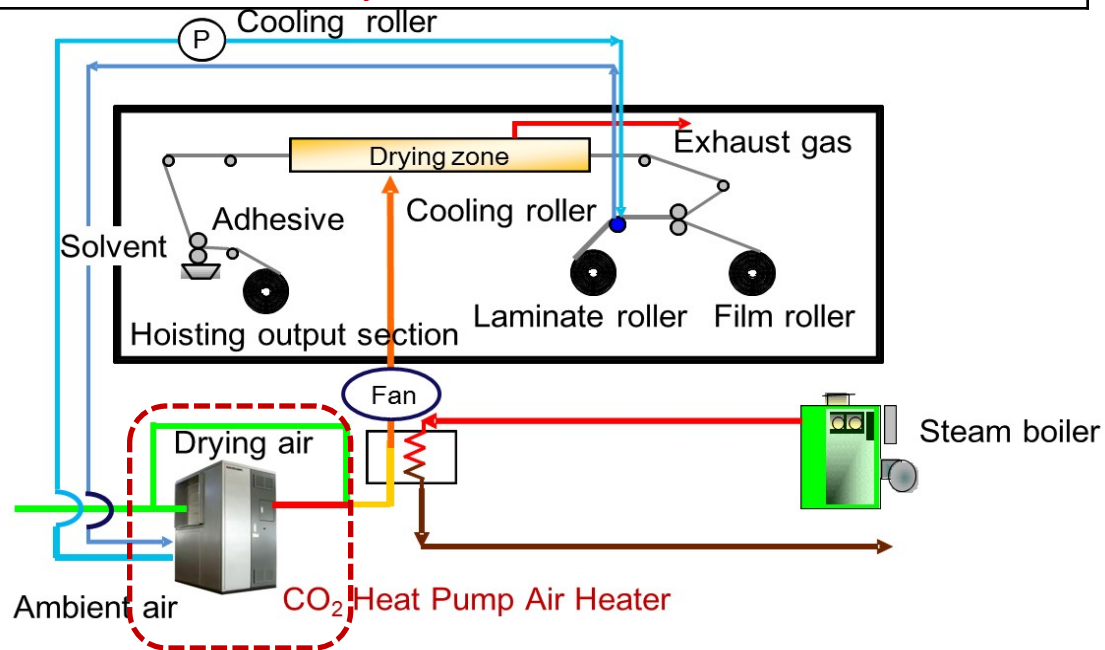 Cooling roller
P
Drying zone
Exhaust gas
Adhesive
Cooling roller
Solvent
Laminate roller
Film roller
Hoisting output section
Fan
Drying air
Steam boiler
Ambient air
CO₂ Heat Pump Air Heater